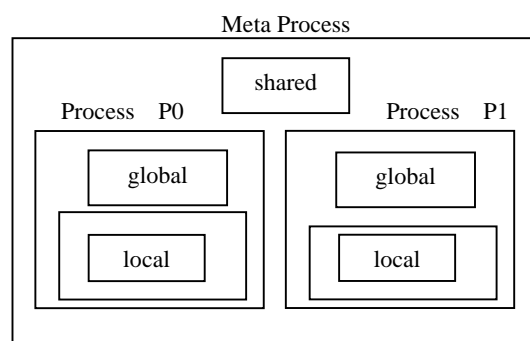 Meta Process
shared
Process P0
Process P1
global
global
local
local